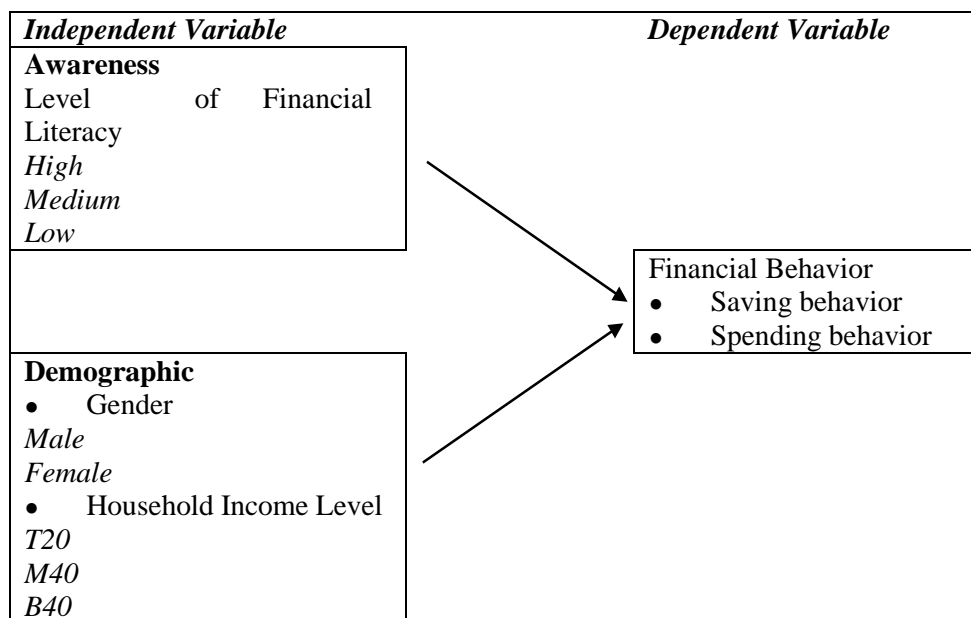 Independent Variable Dependent Variable
Awareness
Level of Financial
Literacy
High
Medium
Low
Financial Behavior
● Saving behavior
● Spending behavior
Demographic
● Gender
Male
Female
● Household Income Level
T20
M40
B40